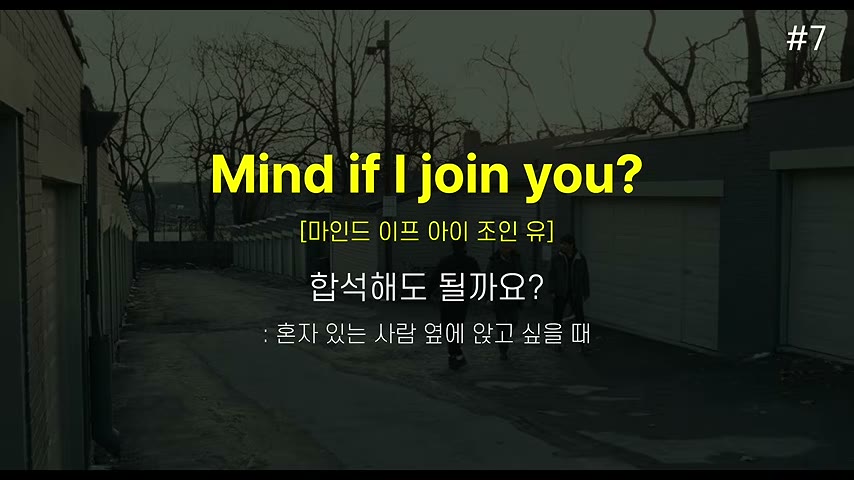 #7
Mind if I join you?
[마인드 이프 아이 조인 유]
합석해도 될까요?
: 혼자 있는 사람 옆에 앉고 싶을 때